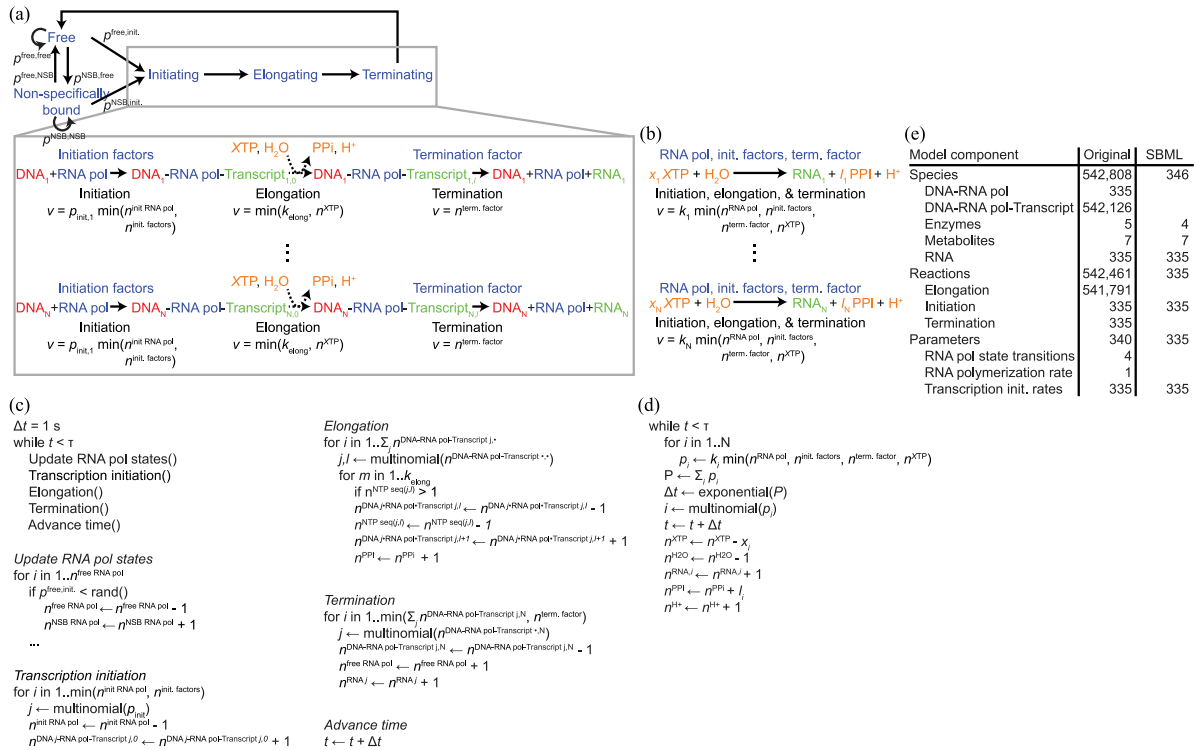 (a)
Free
p^free,init.
p^free,free
p^free,NSB
p^NSB,free
Non-specifically
bound
p^NSB,init.
p^NSB,NSB
Initiating
Elongating
Terminating
XTP, H2O
PPi, H+
Initiation factors
Termination factor
DNA1+RNA pol
DNA1-RNA pol-Transcript1,0
DNA1-RNA pol-Transcript1,l
DNA1+RNA pol+RNA1
Initiation
Elongation
Termination
v = p_init,1 min(n^init RNA pol,
n^init. factors)
v = min(k_elong, n^XTP)
v = n^term. factor
⋮
XTP, H2O
PPi, H+
Initiation factors
Termination factor
DNAN+RNA pol
DNAN-RNA pol-TranscriptN,0
DNAN-RNA pol-TranscriptN,l
DNAN+RNA pol+RNAN
Initiation
Elongation
Termination
v = p_init,1 min(n^init RNA pol,
n^init. factors)
v = min(k_elong, n^XTP)
v = n^term. factor
(b)
RNA pol, init. factors, term. factor
x1 XTP + H2O
RNA1 + l1 PPI + H+
Initiation, elongation, & termination
v = k1 min(n^RNA pol, n^init. factors,
n^term. factor, n^XTP)
⋮
RNA pol, init. factors, term. factor
xN XTP + H2O
RNAN + lN PPI + H+
Initiation, elongation, & termination
v = kN min(n^RNA pol, n^init. factors,
n^term. factor, n^XTP)
(e)
Model component Original SBML
Species 542,808 346
DNA-RNA pol 335
DNA-RNA pol-Transcript 542,126
Enzymes 5 4
Metabolites 7 7
RNA 335 335
Reactions 542,461 335
Elongation 541,791
Initiation 335 335
Termination 335
Parameters 340 335
RNA pol state transitions 4
RNA polymerization rate 1
Transcription init. rates 335 335
(c)
Δt = 1 s
while t < τ
Update RNA pol states()
Transcription initiation()
Elongation()
Termination()
Advance time()
Update RNA pol states
for i in 1..n^free RNA pol
if p^free,init. < rand()
n^free RNA pol ← n^free RNA pol - 1
n^NSB RNA pol ← n^NSB RNA pol + 1
...
Transcription initiation
for i in 1..min(n^init RNA pol, n^init. factors)
j ← multinomial(p_init)
n^init RNA pol ← n^init RNA pol - 1
n^DNA j-RNA pol-Transcript j,0 ← n^DNA j-RNA pol-Transcript j,0 + 1
Elongation
for i in 1..Σj n^DNA-RNA pol-Transcript j,•
j,l ← multinomial(n^DNA-RNA pol-Transcript •,•)
for m in 1..k_elong
if n^NTP seq(j,l) > 1
n^DNA j•RNA pol•Transcript j,l ← n^DNA j•RNA pol•Transcript j,l - 1
n^NTP seq(j,l) ← n^NTP seq(j,l) - 1
n^DNA j•RNA pol•Transcript j,l+1 ← n^DNA j•RNA pol•Transcript j,l+1 + 1
n^PPI ← n^PPi + 1
Termination
for i in 1..min(Σj n^DNA-RNA pol-Transcript j,N, n^term. factor)
j ← multinomial(n^DNA-RNA pol-Transcript •,N)
n^DNA-RNA pol-Transcript j,N ← n^DNA-RNA pol-Transcript j,N - 1
n^free RNA pol ← n^free RNA pol + 1
n^RNA j ← n^RNA j + 1
Advance time
t ← t + Δt
(d)
while t < τ
for i in 1..N
p_i ← k_i min(n^RNA pol, n^init. factors, n^term. factor, n^XTP)
P ← Σi p_i
Δt ← exponential(P)
i ← multinomial(p_i)
t ← t + Δt
n^XTP ← n^XTP - x_i
n^H2O ← n^H2O - 1
n^RNA,i ← n^RNA,i + 1
n^PPI ← n^PPi + l_i
n^H+ ← n^H+ + 1